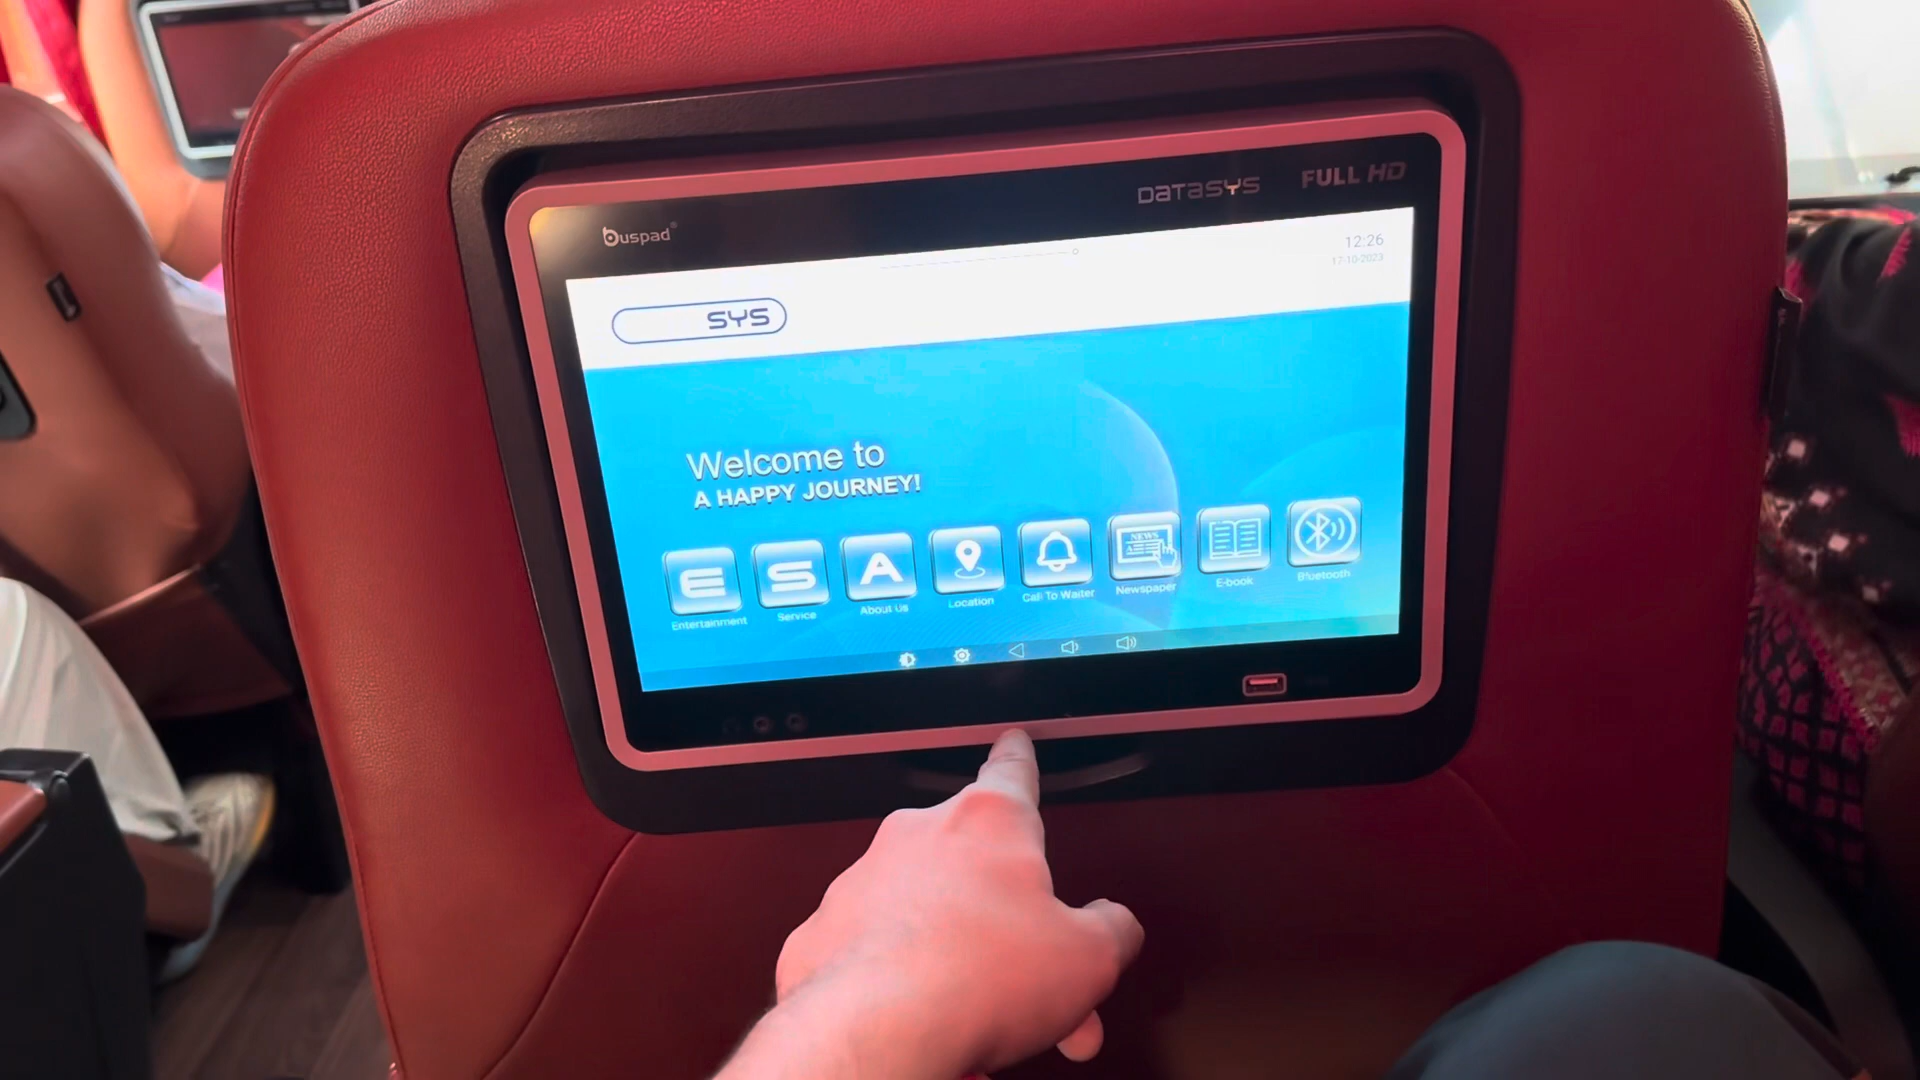 buspad®
DATASYS
FULL HD
12:26
17-10-2023
SYS
Welcome to
A HAPPY JOURNEY!
E
S
A
NEWS
Entertainment
Service
About Us
Location
Call To Waiter
Newspaper
E-book
Bluetooth